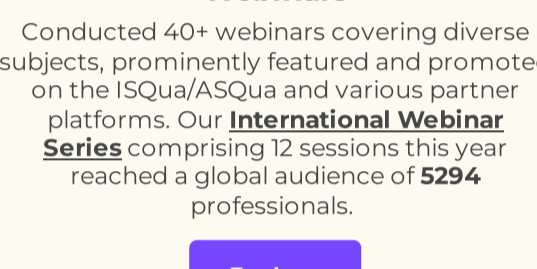 Conducted 40+ webinars covering diverse
subjects, prominently featured and promote
on the ISQua/ASQua and various partner
platforms. Our International Webinar
Series comprising 12 sessions this year
reached a global audience of 5294
professionals.